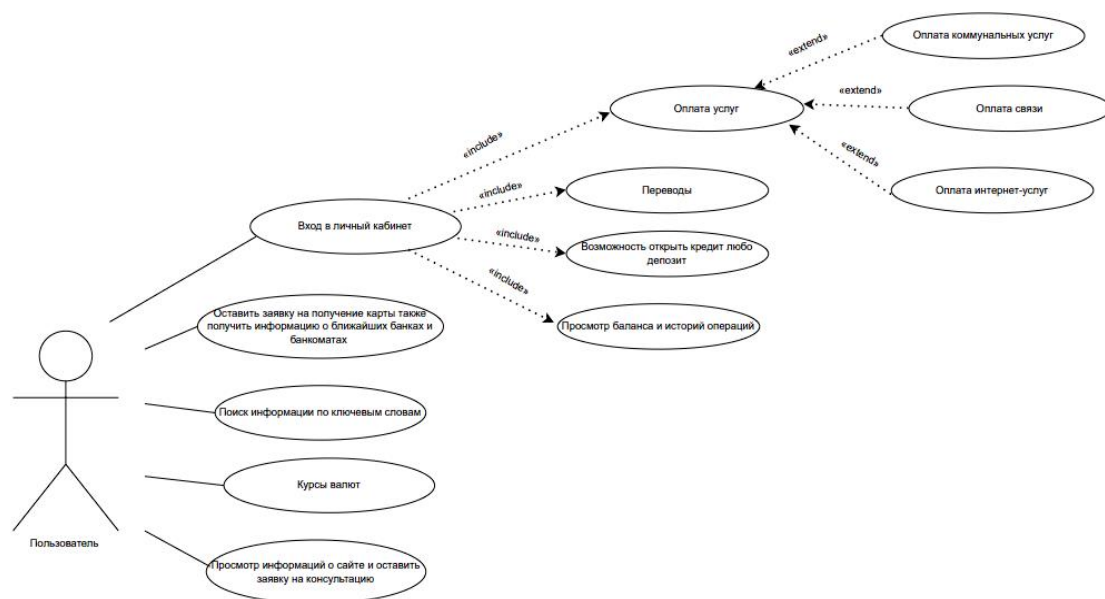 «extend»
Оплата коммунальных услуг
Оплата услуг
«extend»
Оплата связи
«include»
«extend»
«include»
Переводы
Оплата интернет-услуг
Вход в личный кабинет
«include»
Возможность открыть кредит любо
депозит
«include»
Оставить заявку на получение карты также
получить информацию о ближайших банках и
банкоматах
Просмотр баланса и историй операций
Поиск информации по ключевым словам
Курсы валют
Пользователь
Просмотр информаций о сайте и оставить
заявку на консультацию